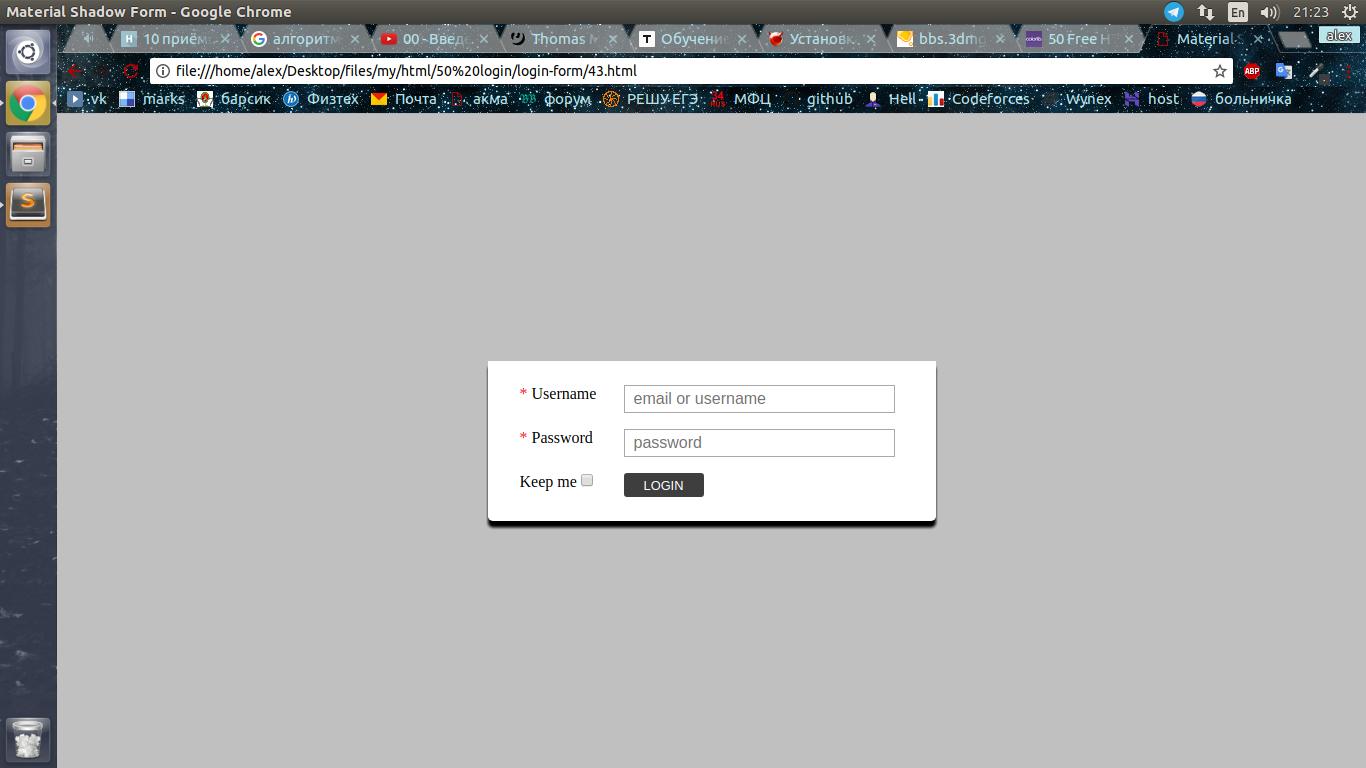 Material Shadow Form - Google Chrome
En
21:23
10 приём
алгоритм
00 - Введ
Thomas
Обучение
Установк
bbs.3dm
50 Free H
Material
alex
file:///home/alex/Desktop/files/my/html/50%20login/login-form/43.html
ABP
vk marks барсик Физтех Почта акма форум РЕШУ ЕГЭ МФЦ github Hell Codeforces Wynex host больничка
* Username
email or username
* Password
password
Keep me
LOGIN